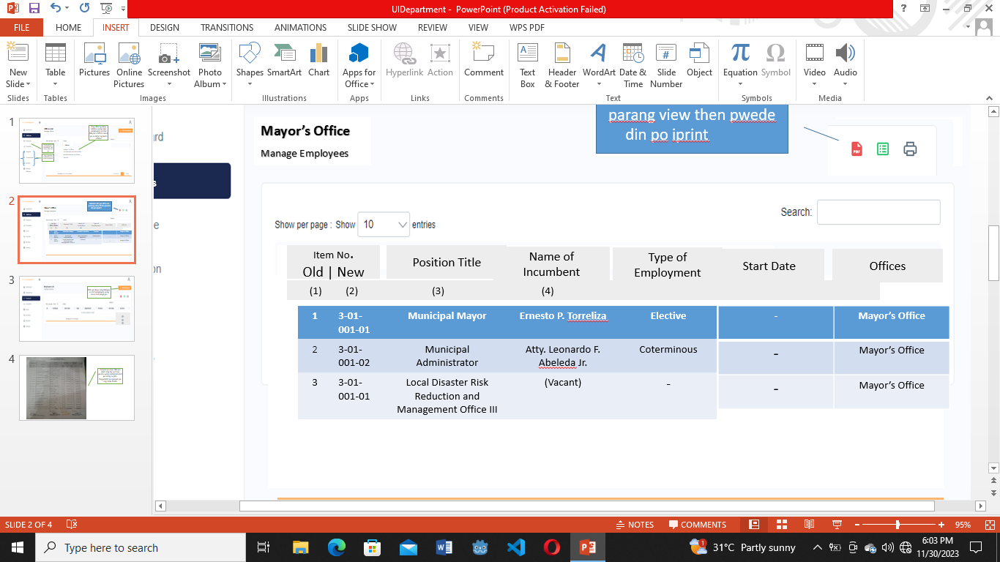 UIDepartment - PowerPoint (Product Activation Failed)
FILE HOME INSERT DESIGN TRANSITIONS ANIMATIONS SLIDE SHOW REVIEW VIEW WPS PDF
New Slide
Table
Pictures
Online Pictures
Screenshot
Photo Album
Shapes
SmartArt
Chart
Apps for Office
Hyperlink
Action
Comment
Text Box
Header & Footer
WordArt
Date & Time
Slide Number
Object
Equation
Symbol
Video
Audio
Slides Tables Images Illustrations Apps Links Comments Text Symbols Media
1
2
3
4
ard
s
e
on
parang view then pwede
din po iprint
Mayor’s Office
Manage Employees
PDF
Search:
Show per page : Show 10 entries
Item No.
Old | New
Position Title
Name of
Incumbent
Type of
Employment
Start Date
Offices
(1) (2) (3) (4)
1 3-01-
001-01
Municipal Mayor
Ernesto P. Torreliza
Elective
-
Mayor’s Office
2 3-01-
001-02
Municipal
Administrator
Atty. Leonardo F.
Abeleda Jr.
Coterminous
-
Mayor’s Office
3 3-01-
001-01
Local Disaster Risk
Reduction and
Management Office III
(Vacant)
-
-
Mayor’s Office
SLIDE 2 OF 4
NOTES
COMMENTS
95%
Type here to search
1
31°C Partly sunny
6:03 PM
11/30/2023